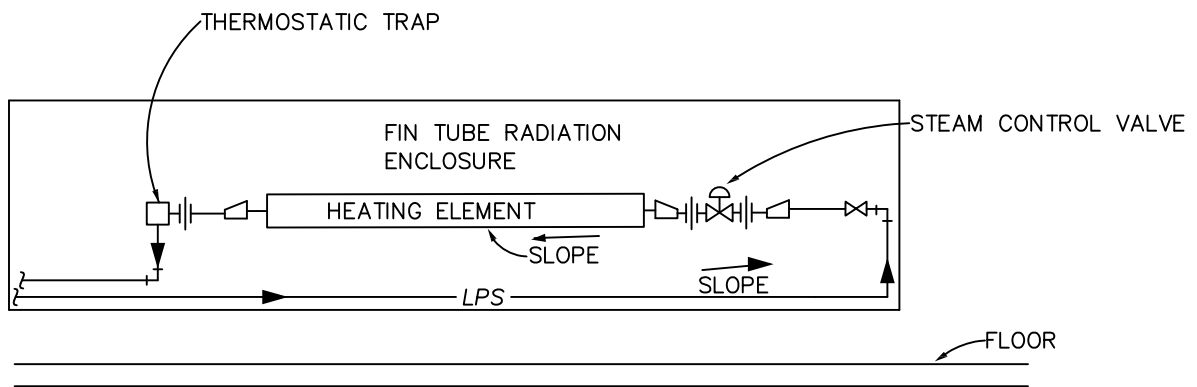 THERMOSTATIC TRAP
FIN TUBE RADIATION
ENCLOSURE
STEAM CONTROL VALVE
HEATING ELEMENT
SLOPE
SLOPE
LPS
FLOOR